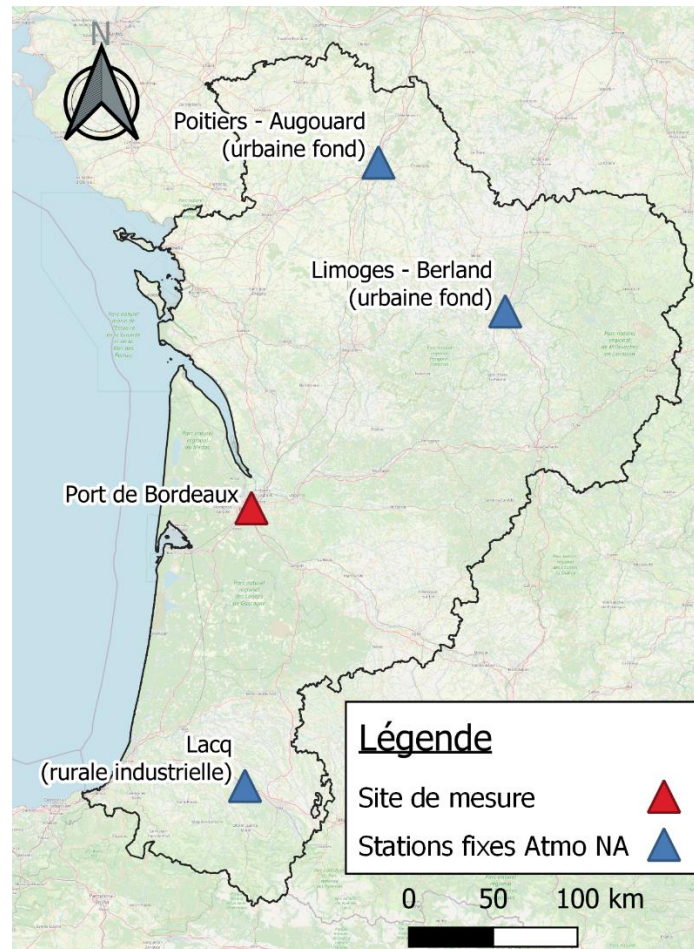 N
Poitiers - Augouard
(urbaine fond)
Limoges - Berland
(urbaine fond)
Port de Bordeaux
Lacq
(rurale industrielle)
Légende
Site de mesure
Stations fixes Atmo NA
0 50 100 km